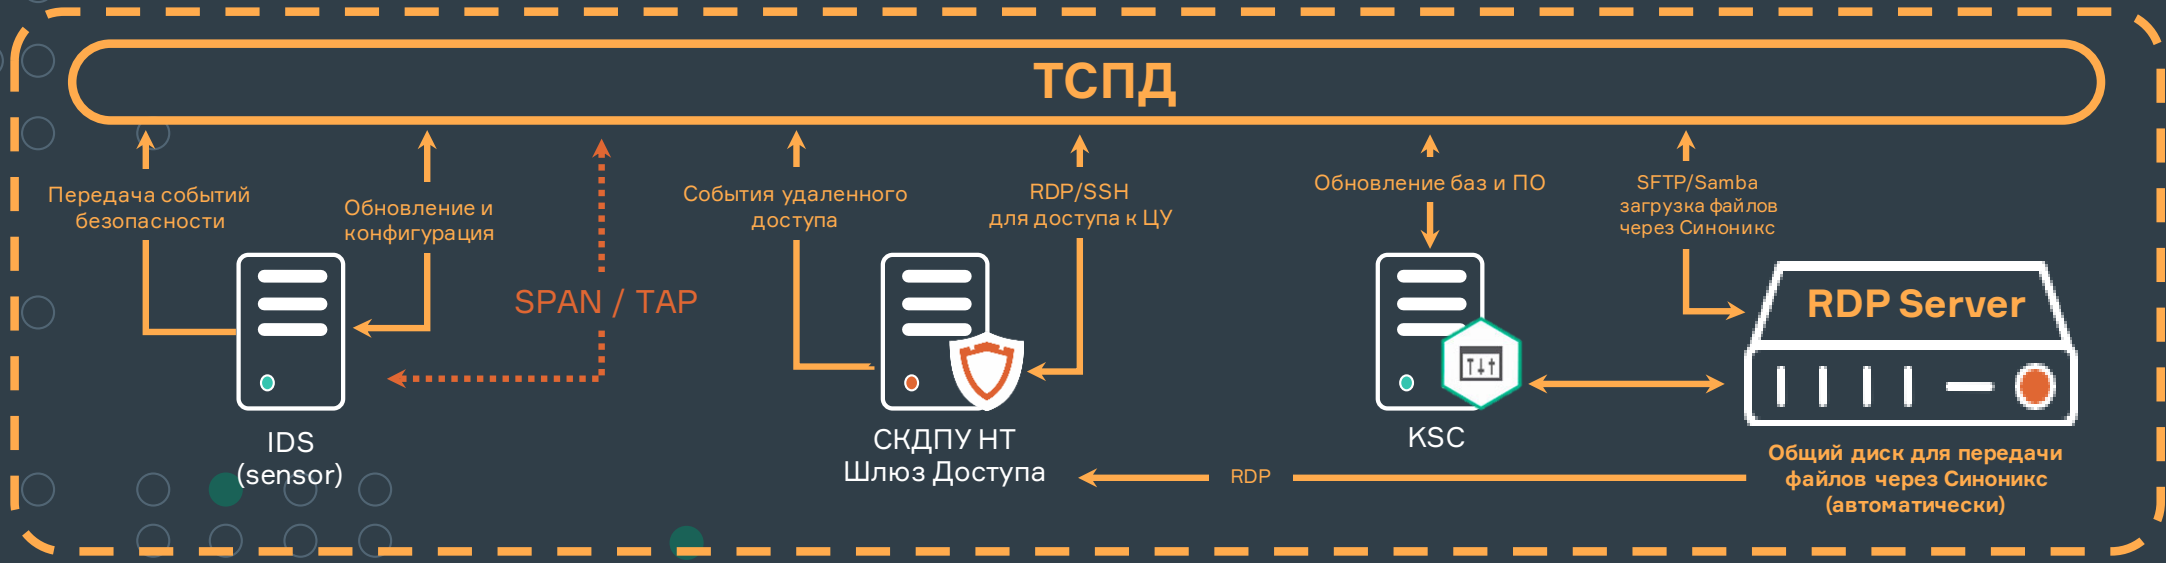 ТСПД
Передача событий
безопасности
Обновление и
конфигурация
SPAN / TAP
События удаленного
доступа
RDP/SSH
для доступа к ЦУ
Обновление баз и ПО
SFTP/Samba
загрузка файлов
через Синоникс
RDP Server
IDS
(sensor)
СКДПУ НТ
Шлюз Доступа
KSC
RDP
Общий диск для передачи
файлов через Синоникс
(автоматически)